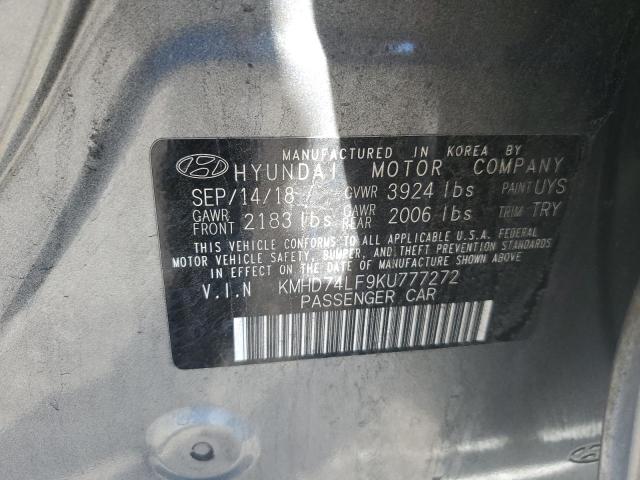 MANUFACTURED IN KOREA BY
HYUNDAI MOTOR COMPANY
SEP/14/18 GVWR 3924 lbs PAINT UYS
GAWR FRONT 2183 lbs GAWR REAR 2006 lbs TRIM TRY
THIS VEHICLE CONFORMS TO ALL APPLICABLE U.S.A. FEDERAL
MOTOR VEHICLE SAFETY, BUMPER, AND THEFT PREVENTION STANDARDS
IN EFFECT ON THE DATE OF MANUFACTURE SHOWN ABOVE.
V.I.N KMHD74LF9KU777272
PASSENGER CAR